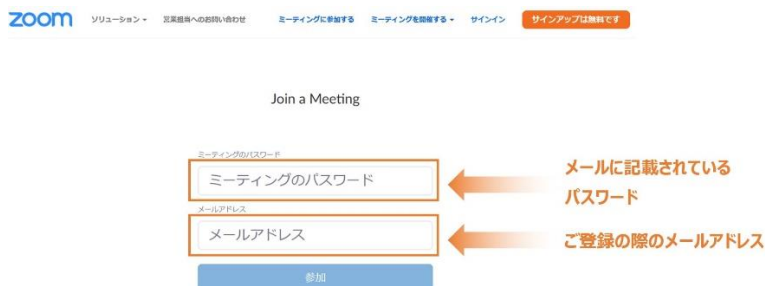 zoom ソリューション 営業担当へのお問い合わせ ミーティングに参加する ミーティングを開催する サインイン サインアップは無料です
Join a Meeting
ミーティングのパスワード
ミーティングのパスワード
メールに記載されている
パスワード
メールアドレス
メールアドレス
ご登録の際のメールアドレス
参加